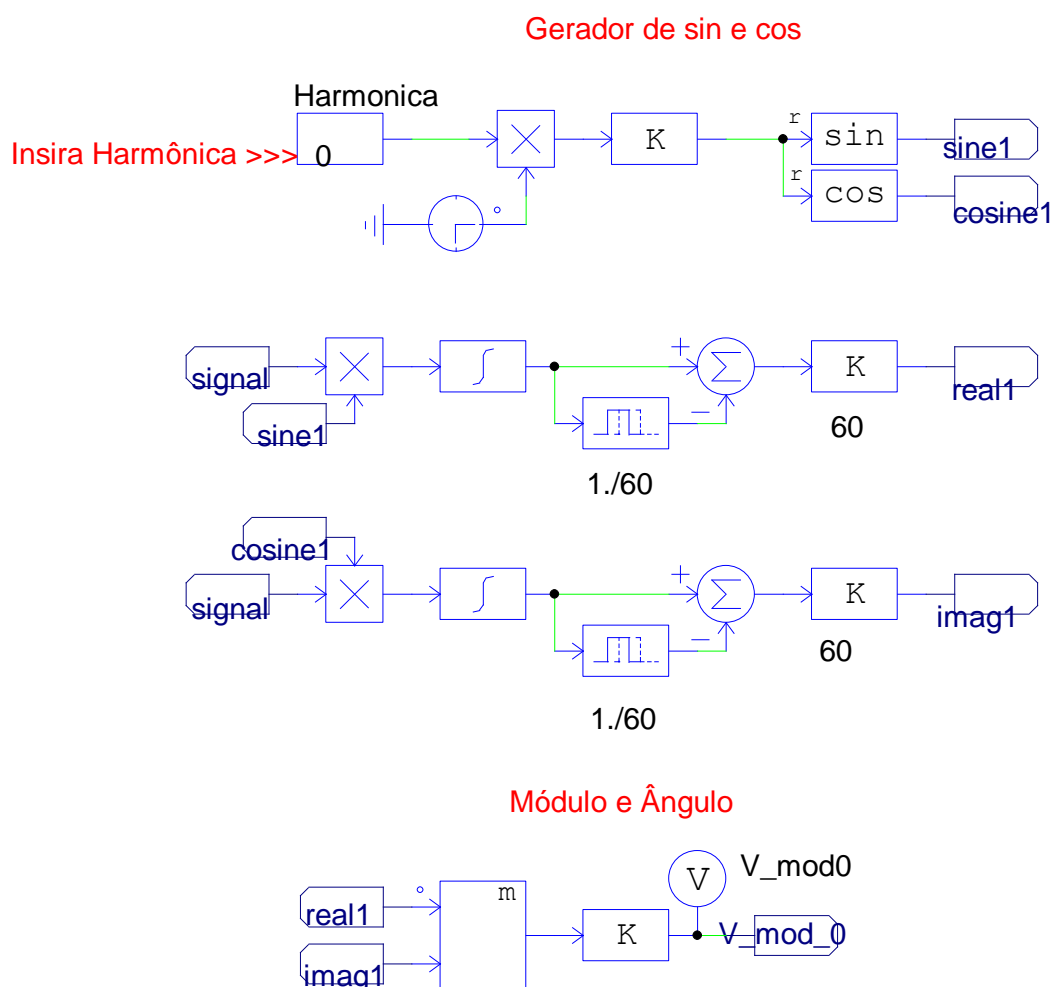 Gerador de sin e cos
Harmonica
Insira Harmônica >>> 0
K
r
sin
sine1
r
cos
cosine1
signal
sine1
+
Σ
−
K
60
real1
1./60
cosine1
signal
+
Σ
−
K
60
imag1
1./60
Módulo e Ângulo
real1
imag1
m
K
V
V_mod0
V_mod_0